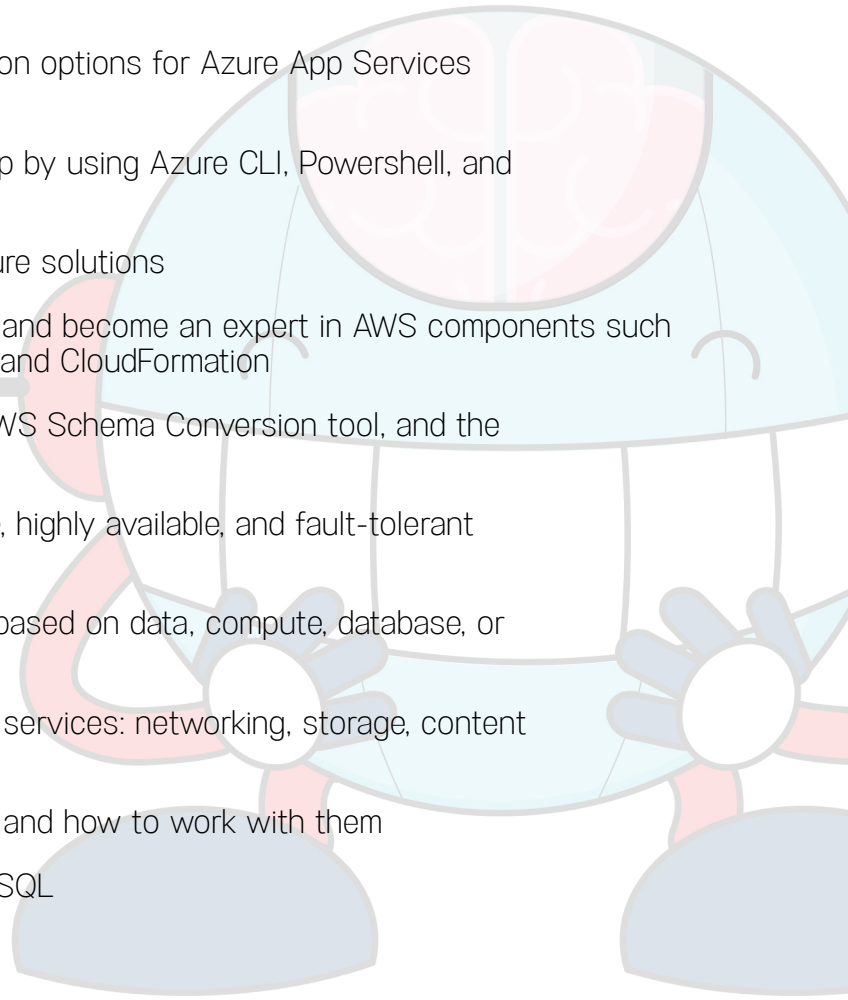 on options for Azure App Services
p by using Azure CLI, Powershell, and
ure solutions
and become an expert in AWS components such
and CloudFormation
WS Schema Conversion tool, and the
, highly available, and fault-tolerant
based on data, compute, database, or
services: networking, storage, content
and how to work with them
SQL